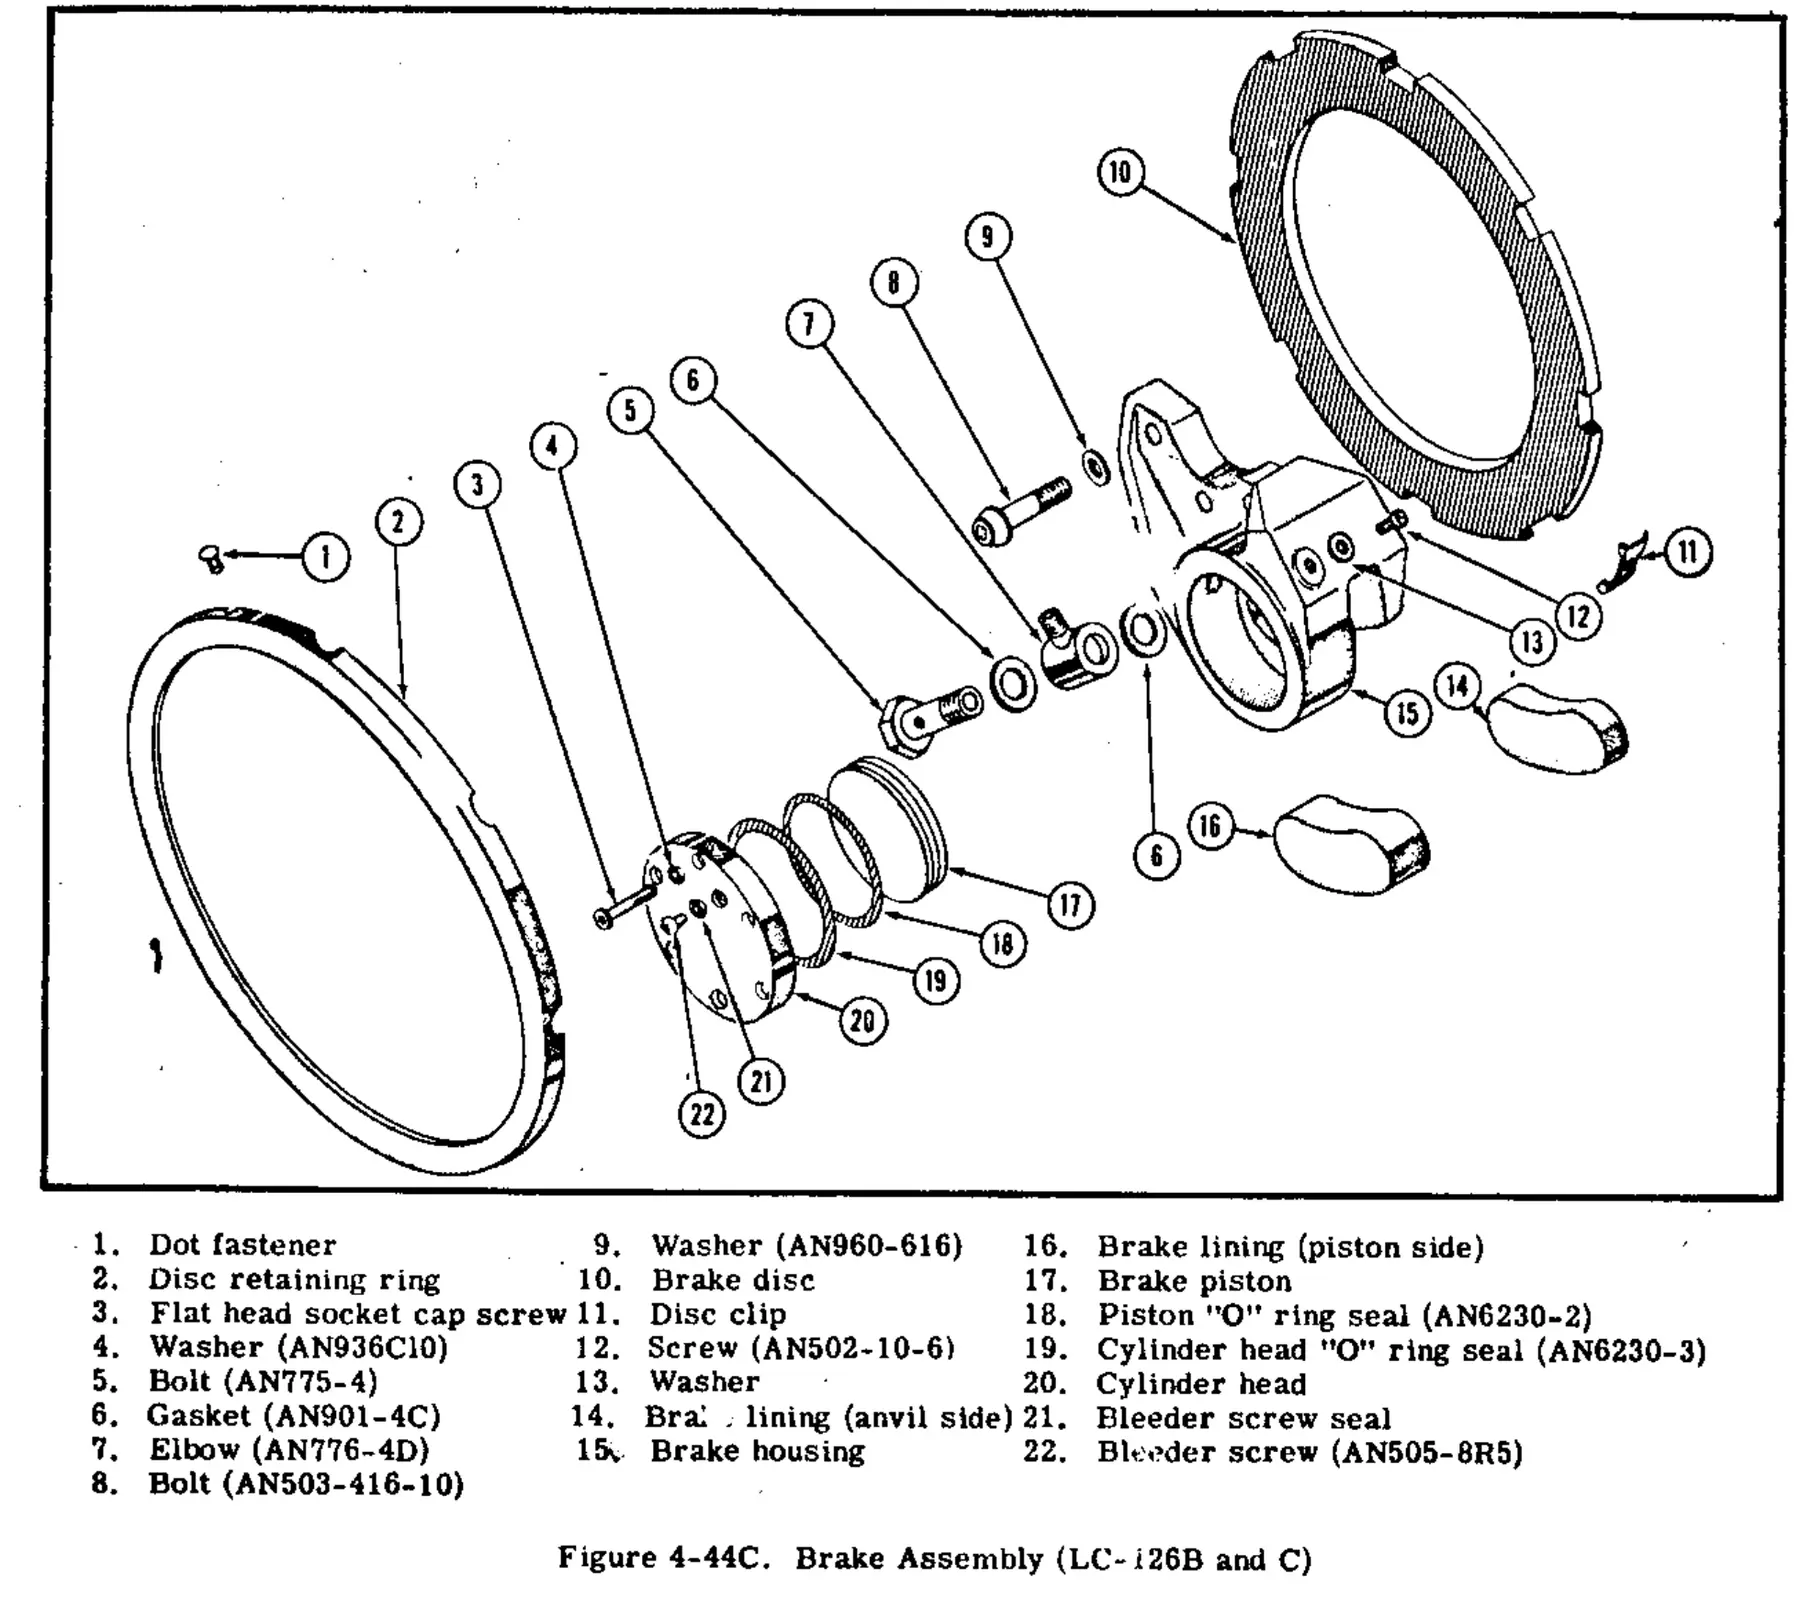 10
9
8
7
6
5
4
3
2
1
11
12
13
14
15
16
6
17
18
19
20
21
22
1. Dot fastener
2. Disc retaining ring
3. Flat head socket cap screw
4. Washer (AN936C10)
5. Bolt (AN775-4)
6. Gasket (AN901-4C)
7. Elbow (AN776-4D)
8. Bolt (AN503-416-10)
9. Washer (AN960-616)
10. Brake disc
11. Disc clip
12. Screw (AN502-10-6)
13. Washer
14. lining (anvil side)
15. Brake housing
16. Brake lining (piston side)
17. Brake piston
18. Piston "O" ring seal (AN6230-2)
19. Cylinder head "O" ring seal (AN6230-3)
20. Cylinder head
21. Bleeder screw seal
22. Bleeder screw (AN505-8R5)
Figure 4-44C. Brake Assembly (LC-126B and C)